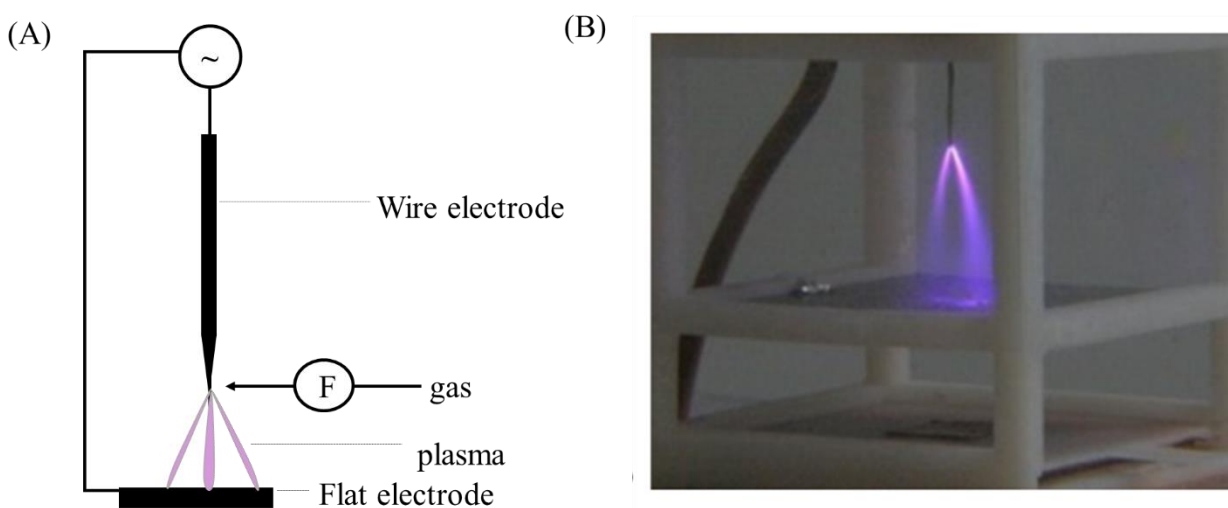 (A)
~
Wire electrode
F
gas
plasma
Flat electrode
(B)